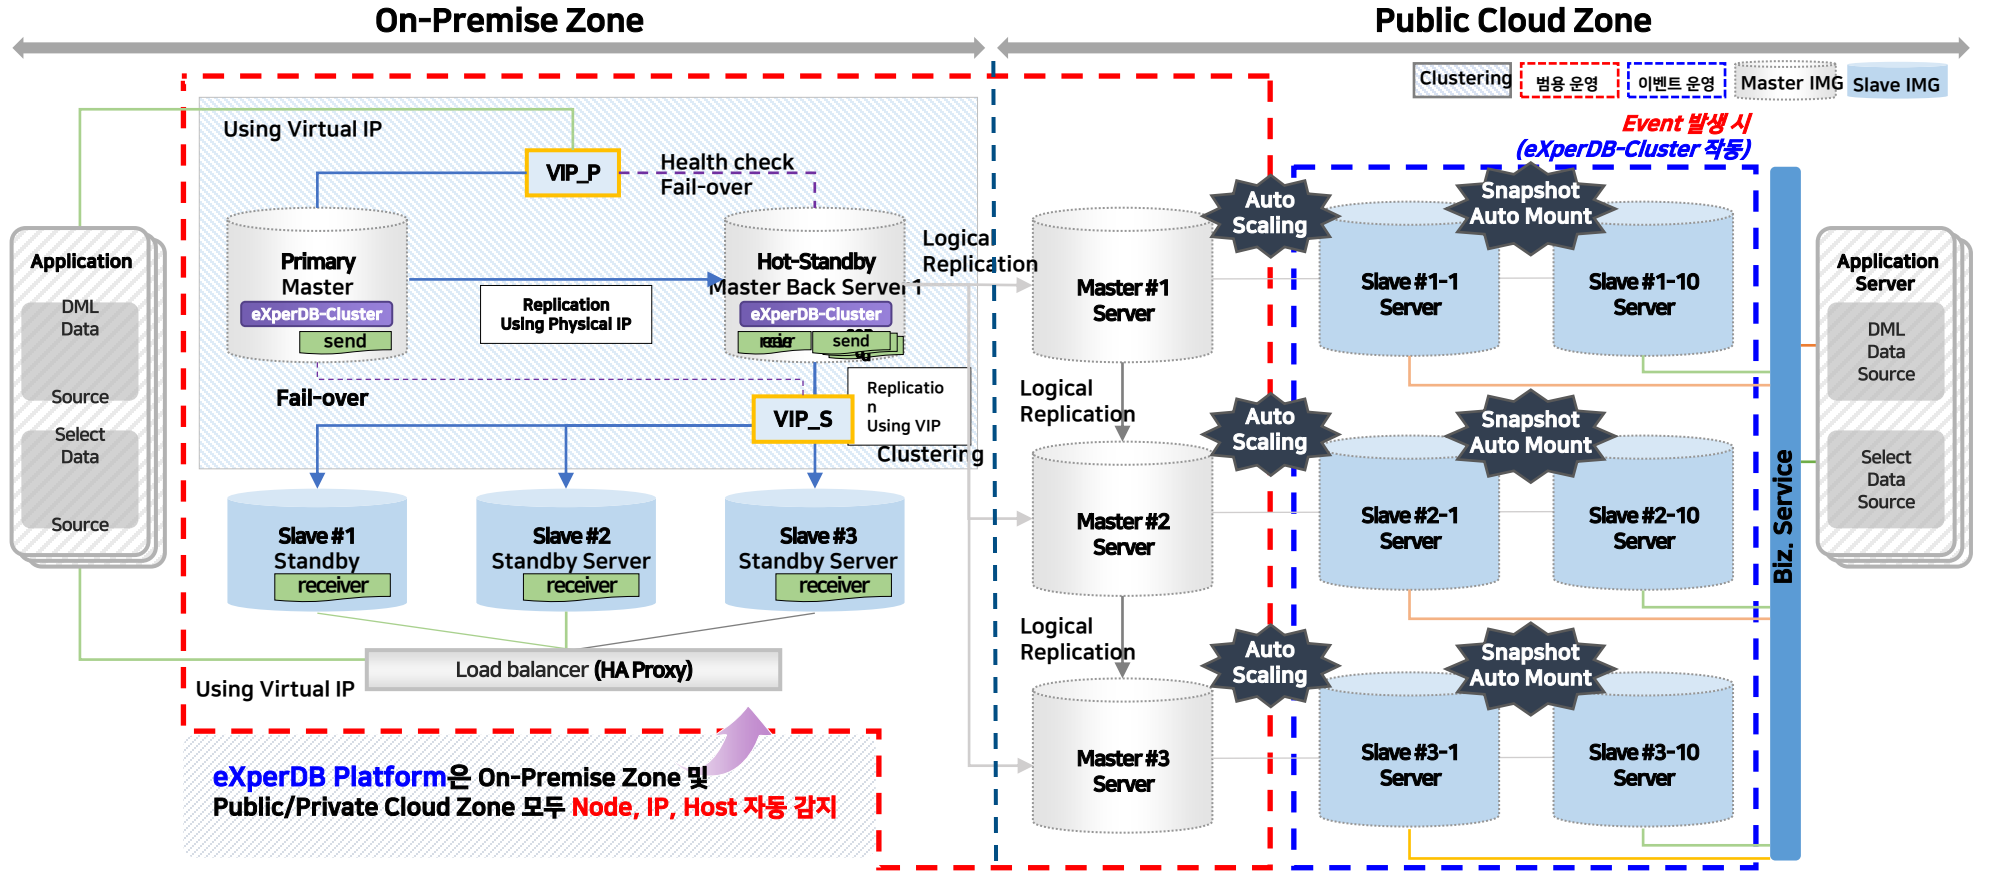 On-Premise Zone
Public Cloud Zone
Clustering
범용 운영
이벤트 운영
Master IMG
Slave IMG
Event 발생 시
(eXperDB-Cluster 작동)
Using Virtual IP
VIP_P
Health check
Fail-over
Application
DML
Data
Source
Select
Data
Source
Primary
Master
eXperDB-Cluster
send
Replication
Using Physical IP
Hot-Standby
Master Back Server 1
eXperDB-Cluster
send
Logical
Replication
Fail-over
VIP_S
Replicatio
n
Using VIP
Clustering
Slave #1
Standby
receiver
Slave #2
Standby Server
receiver
Slave #3
Standby Server
receiver
Load balancer (HA Proxy)
Using Virtual IP
eXperDB Platform은 On-Premise Zone 및
Public/Private Cloud Zone 모두 Node, IP, Host 자동 감지
Master #1
Server
Auto
Scaling
Slave #1-1
Server
Snapshot
Auto Mount
Slave #1-10
Server
Logical
Replication
Master #2
Server
Auto
Scaling
Slave #2-1
Server
Snapshot
Auto Mount
Slave #2-10
Server
Logical
Replication
Master #3
Server
Auto
Scaling
Slave #3-1
Server
Snapshot
Auto Mount
Slave #3-10
Server
Biz. Service
Application
Server
DML
Data
Source
Select
Data
Source